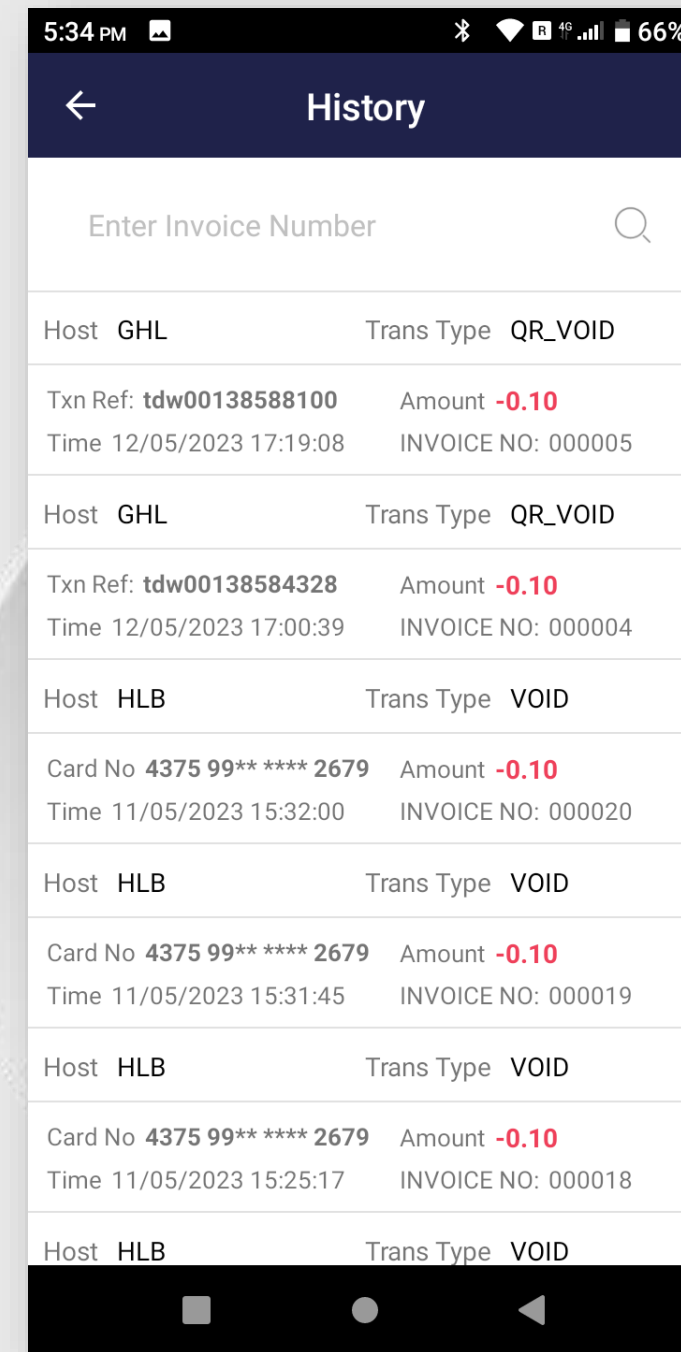 5:34 PM R 4G 66%
History
Enter Invoice Number
Host GHL Trans Type QR_VOID
Txn Ref: tdw00138588100 Amount -0.10
Time 12/05/2023 17:19:08 INVOICE NO: 000005
Host GHL Trans Type QR_VOID
Txn Ref: tdw00138584328 Amount -0.10
Time 12/05/2023 17:00:39 INVOICE NO: 000004
Host HLB Trans Type VOID
Card No 4375 99** **** 2679 Amount -0.10
Time 11/05/2023 15:32:00 INVOICE NO: 000020
Host HLB Trans Type VOID
Card No 4375 99** **** 2679 Amount -0.10
Time 11/05/2023 15:31:45 INVOICE NO: 000019
Host HLB Trans Type VOID
Card No 4375 99** **** 2679 Amount -0.10
Time 11/05/2023 15:25:17 INVOICE NO: 000018
Host HLB Trans Type VOID